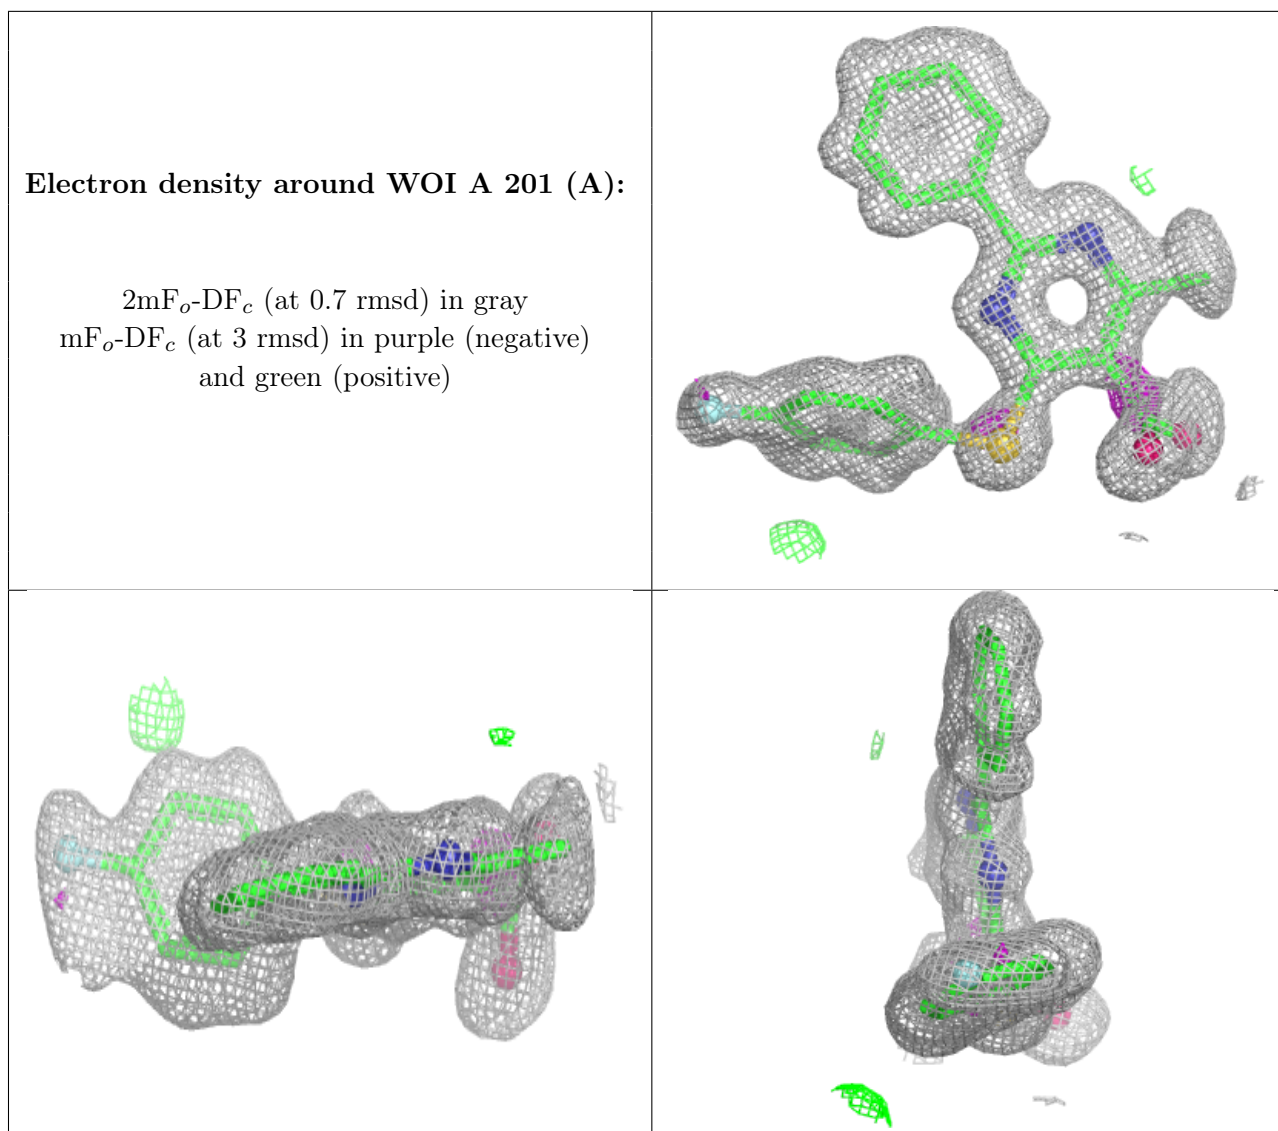 Electron density around WOI A 201 (A):
2mFo-DFc (at 0.7 rmsd) in gray
mFo-DFc (at 3 rmsd) in purple (negative)
and green (positive)